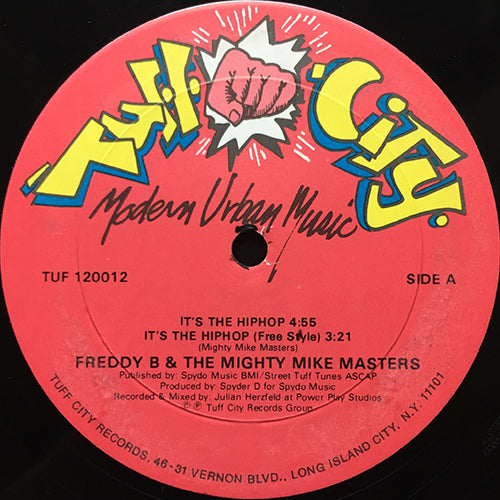 Tuff City
Modern Urban Music
TUF 120012
SIDE A
IT'S THE HIPHOP 4:55
IT'S THE HIPHOP (Free Style) 3:21
(Mighty Mike Masters)
FREDDY B & THE MIGHTY MIKE MASTERS
Published by: Spydo Music BMI/Street Tuff Tunes ASCAP
Produced by: Spyder D for Spydo Music
Recorded & Mixed by: Julian Herzfeld at Power Play Studios
© ℗ Tuff City Records Group
TUFF CITY RECORDS, 46-31 VERNON BLVD., LONG ISLAND CITY, N.Y. 11101